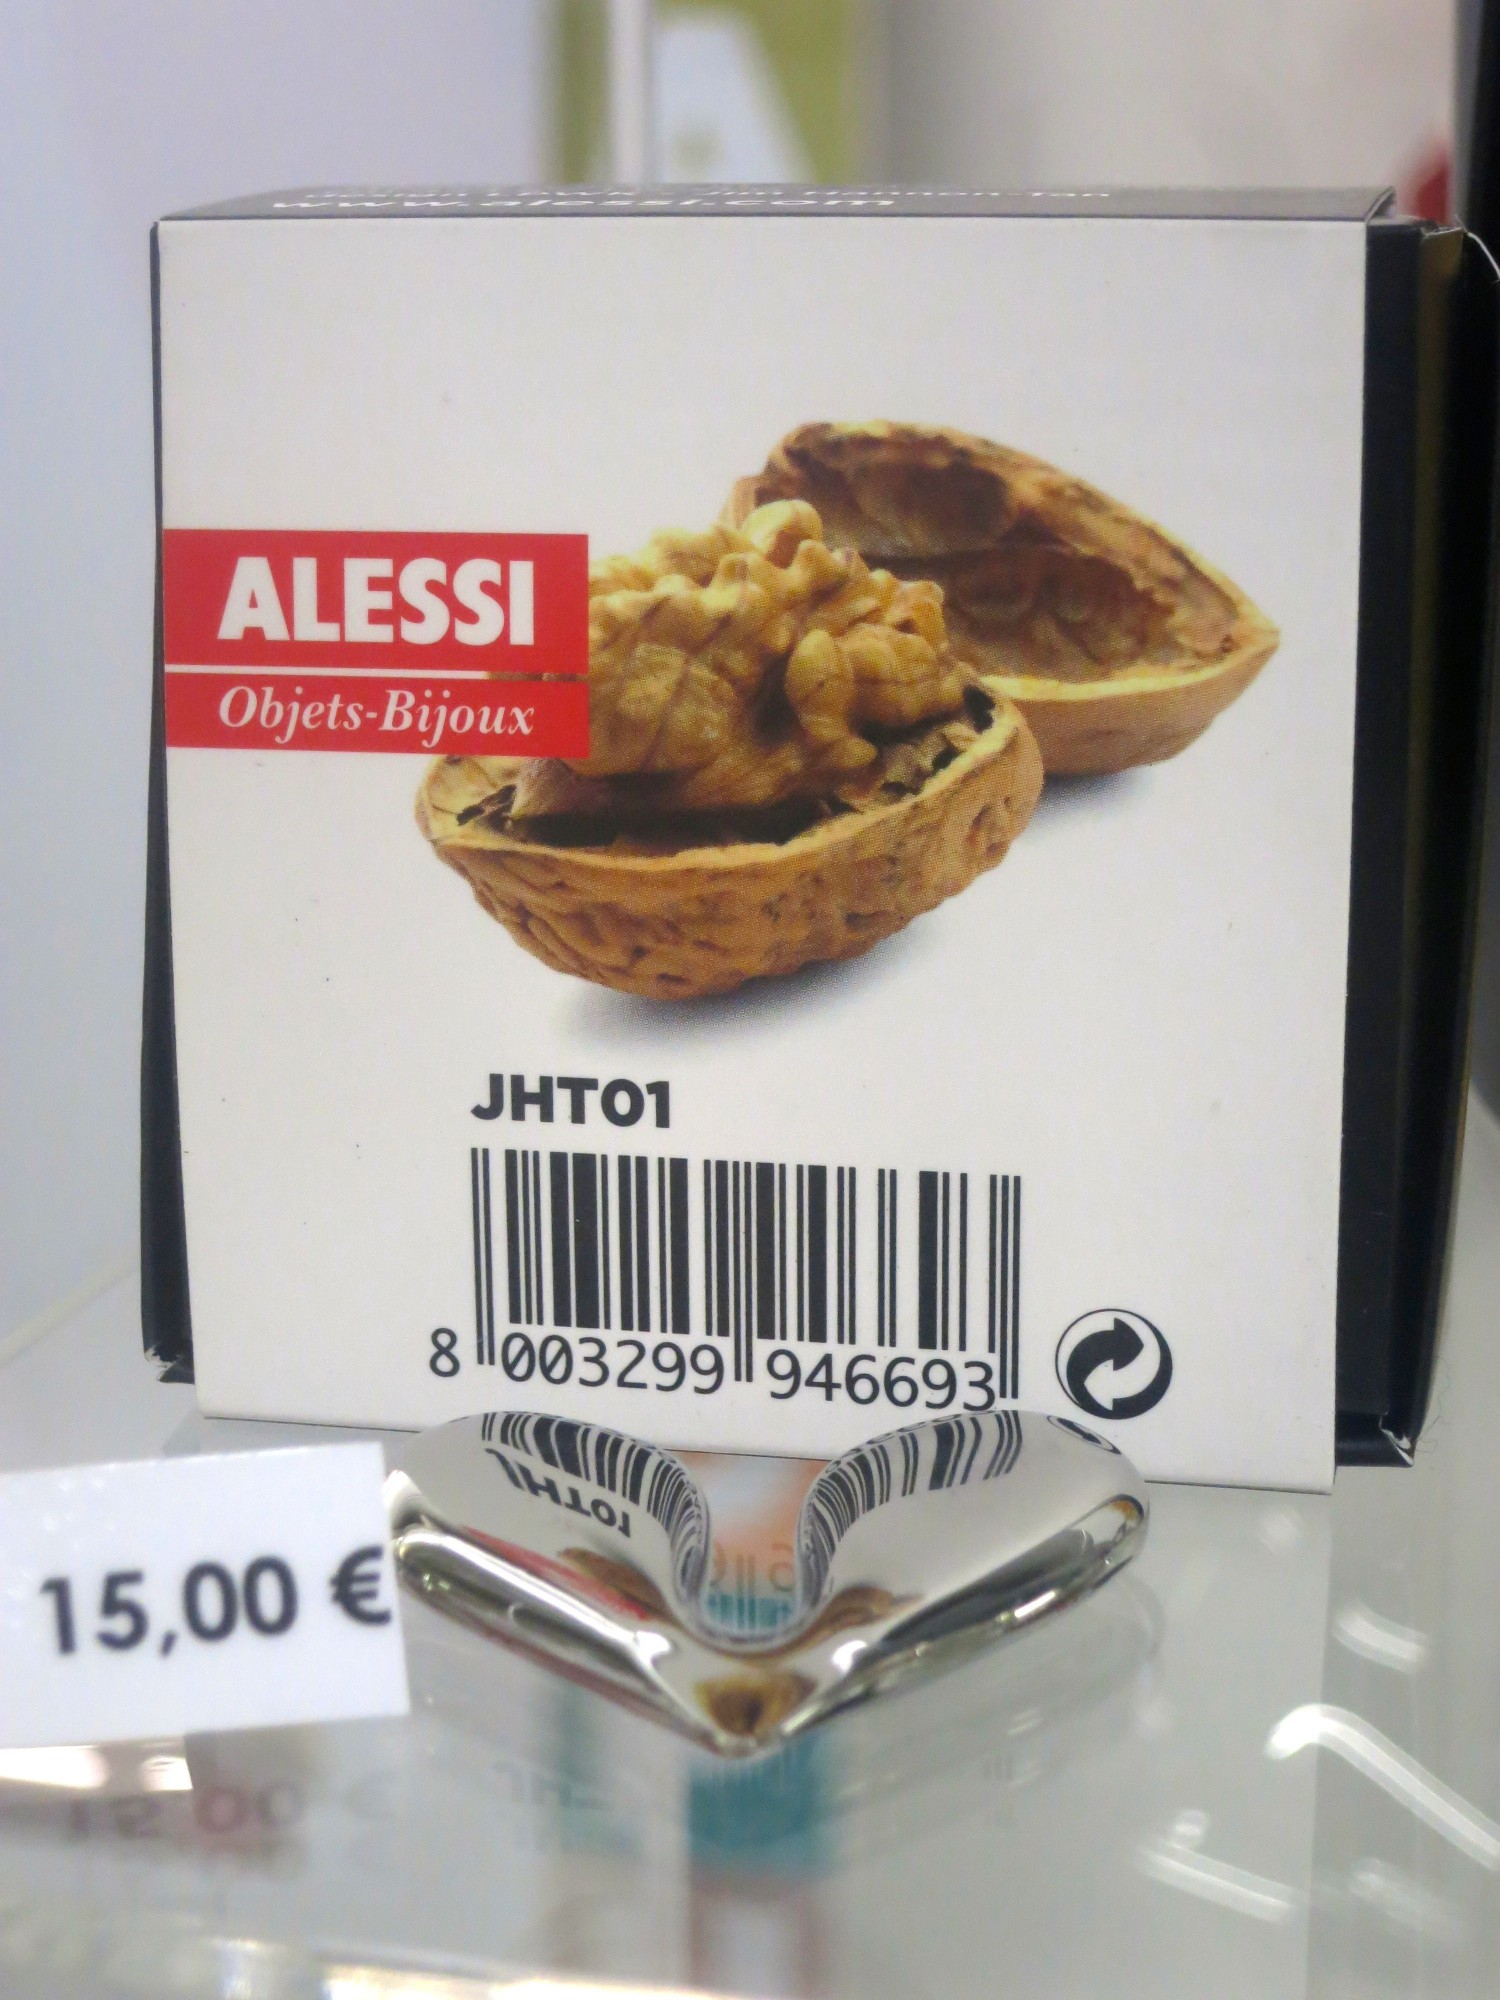 www.alessi.com
ALESSI
Objets-Bijoux
JHT01
8 003299 946693
15,00 €